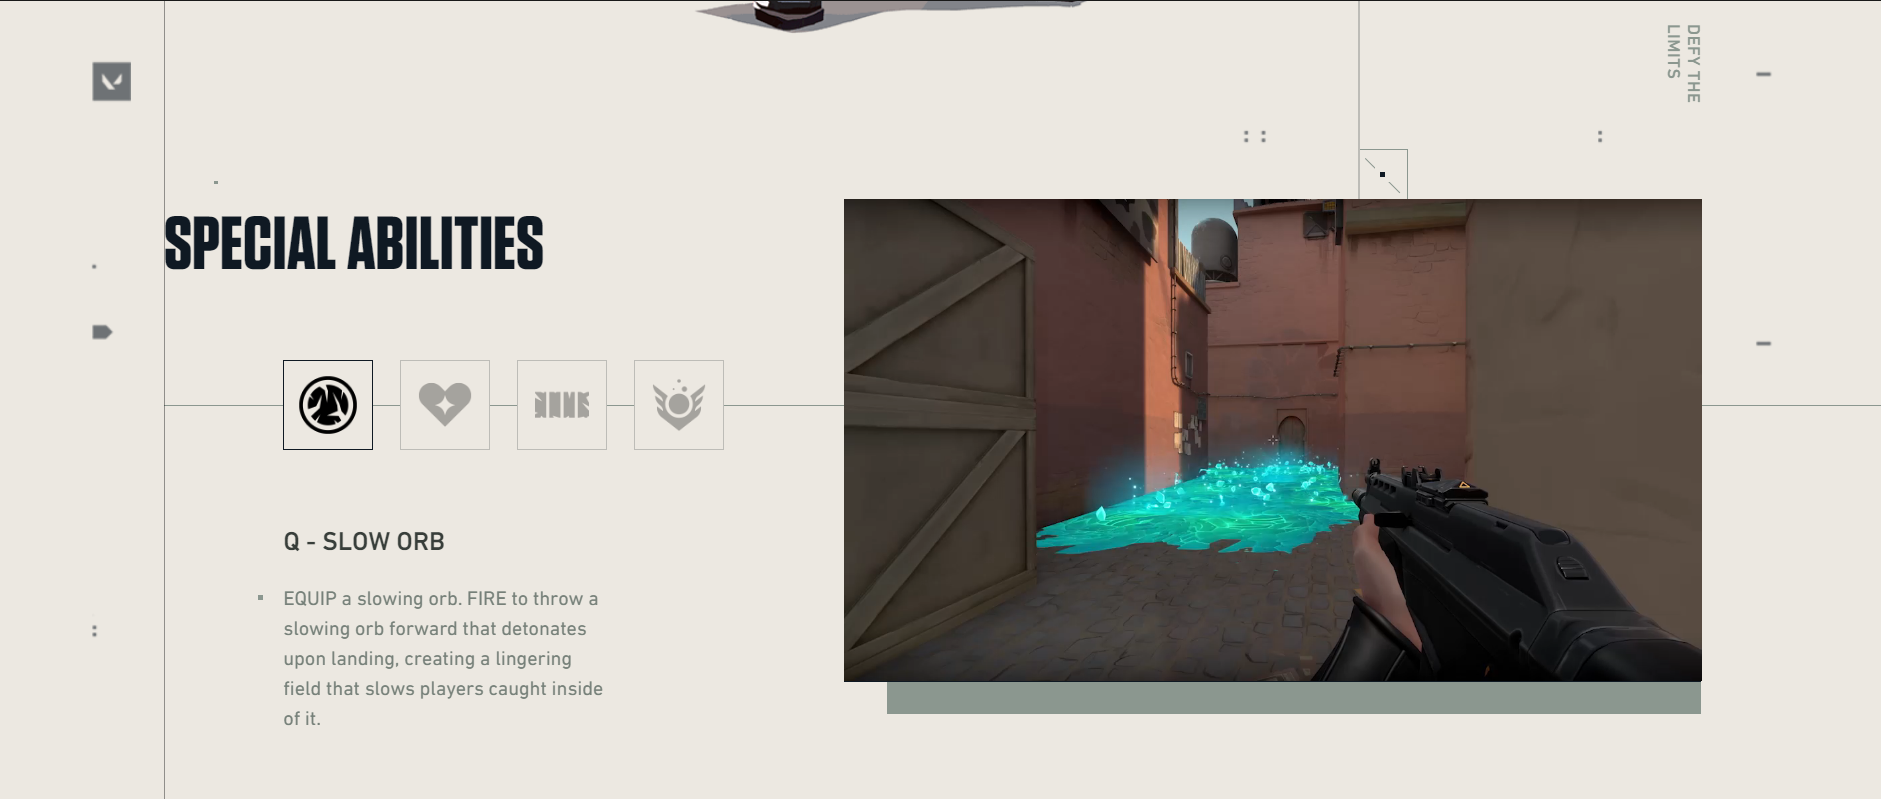 DEFY THE
LIMITS
SPECIAL ABILITIES
Q - SLOW ORB
EQUIP a slowing orb. FIRE to throw a
slowing orb forward that detonates
upon landing, creating a lingering
field that slows players caught inside
of it.